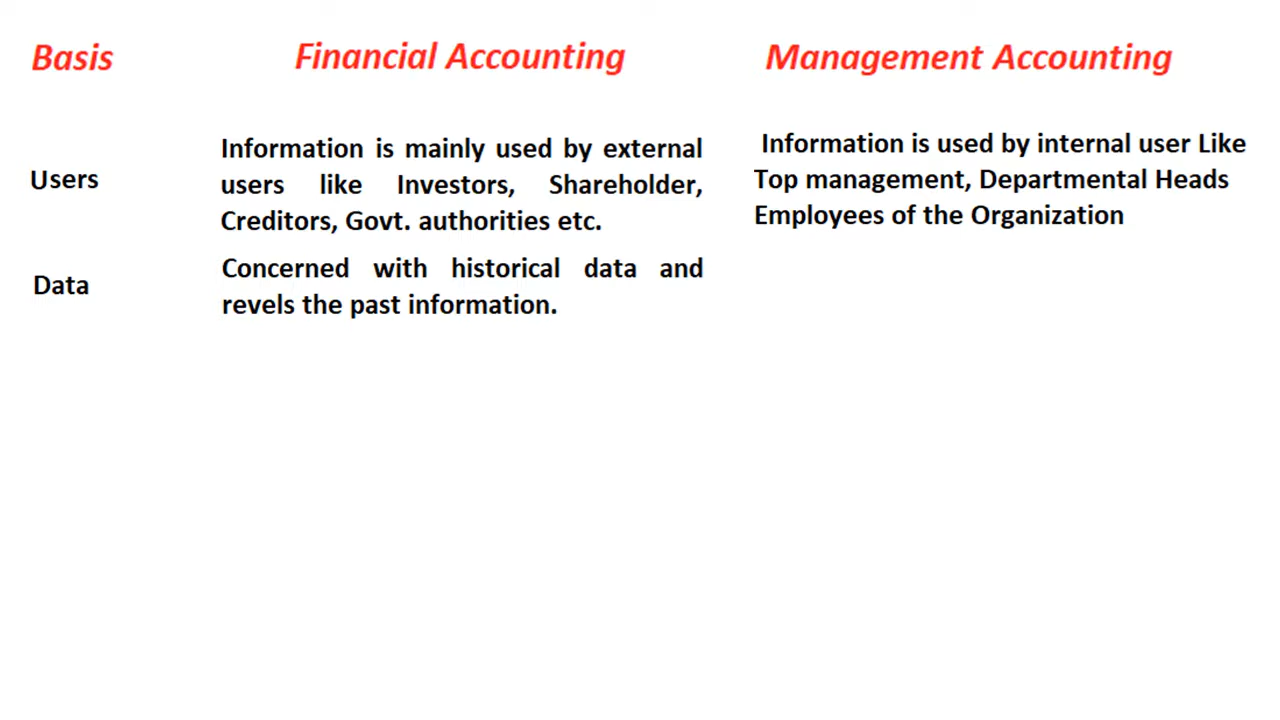 Basis Financial Accounting Management Accounting
Users
Information is mainly used by external
users like Investors, Shareholder,
Creditors, Govt. authorities etc.
Information is used by internal user Like
Top management, Departmental Heads
Employees of the Organization
Data
Concerned with historical data and
revels the past information.